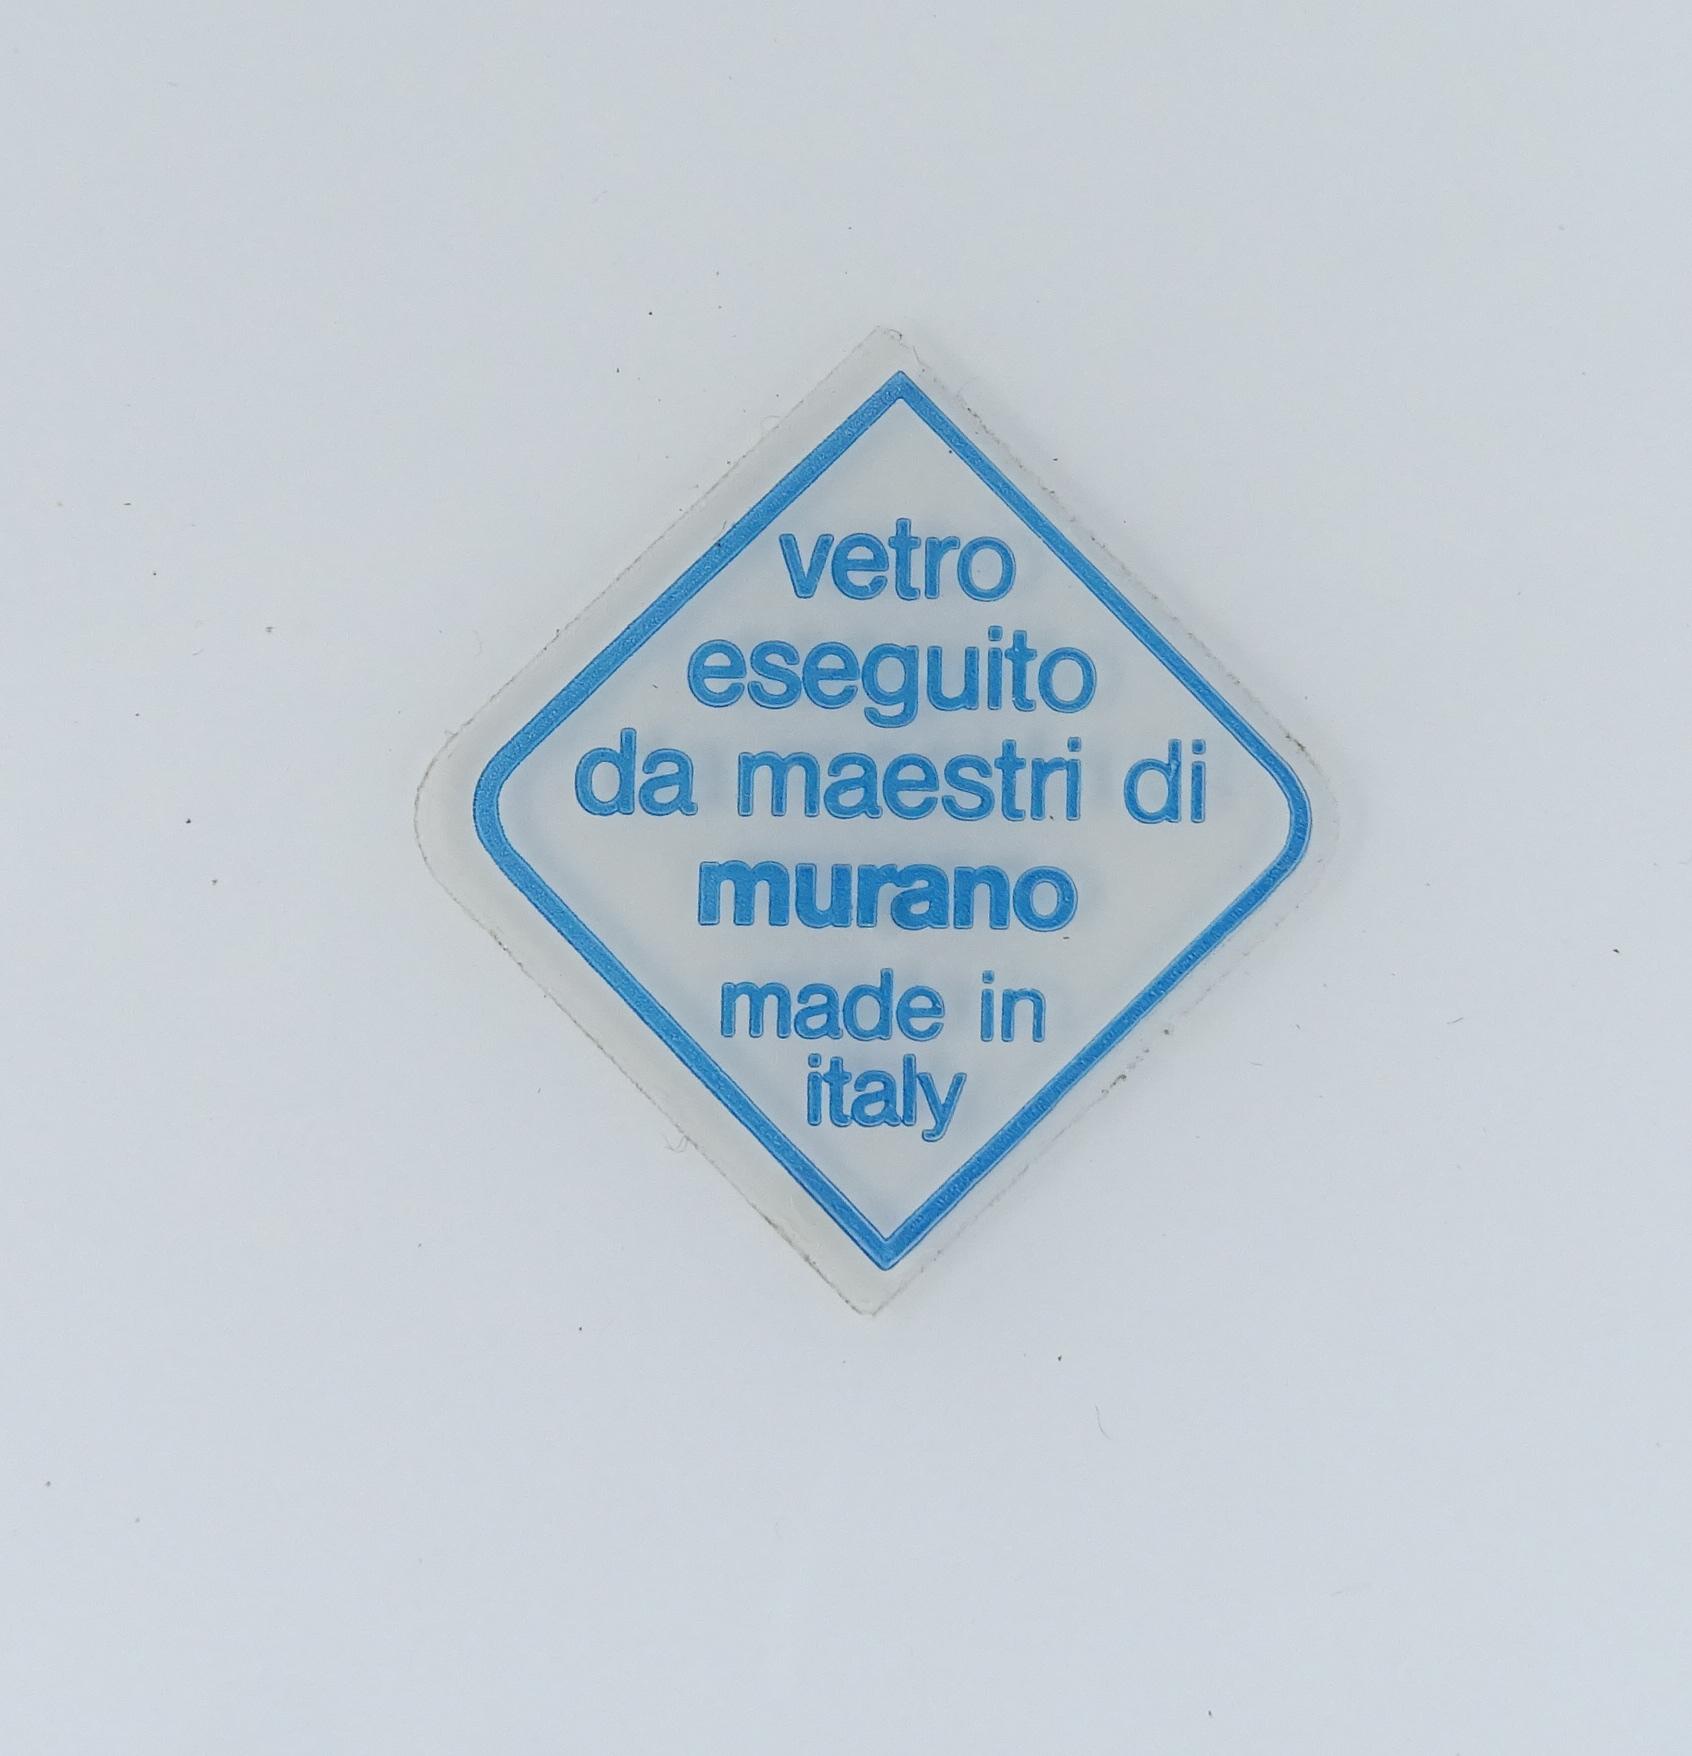 vetro
eseguito
da maestri di
murano
made in
italy